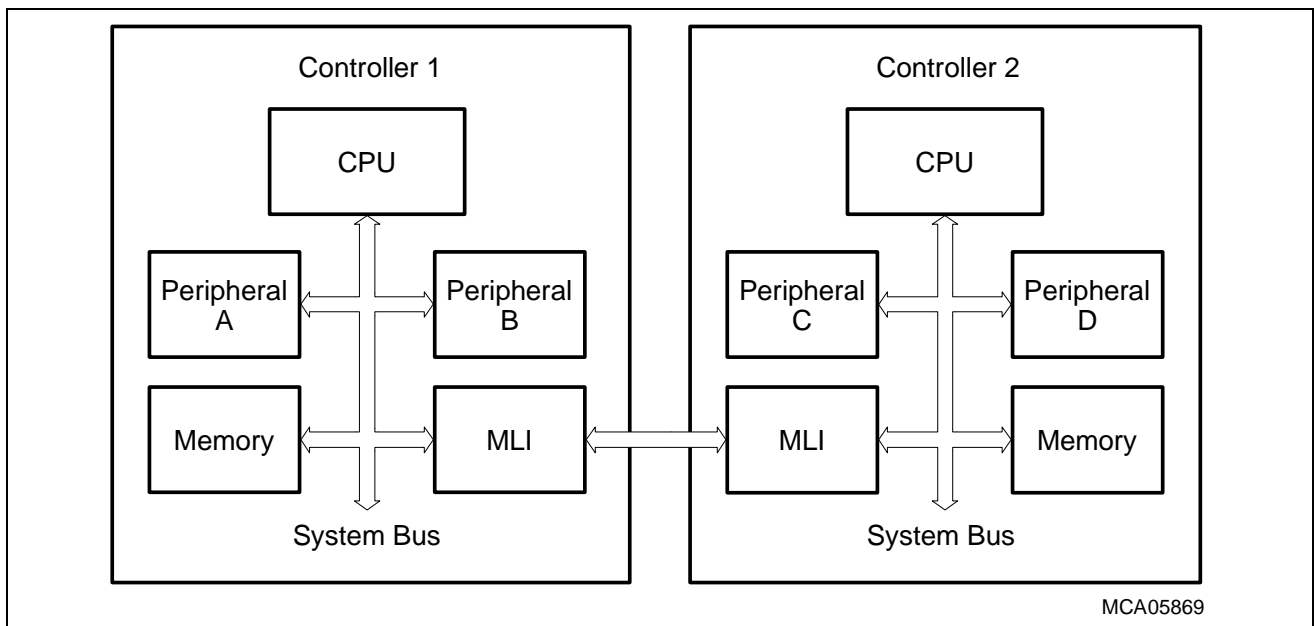 Controller 1
CPU
Peripheral
A
Peripheral
B
Memory
MLI
System Bus
Controller 2
CPU
Peripheral
C
Peripheral
D
MLI
Memory
System Bus
MCA05869